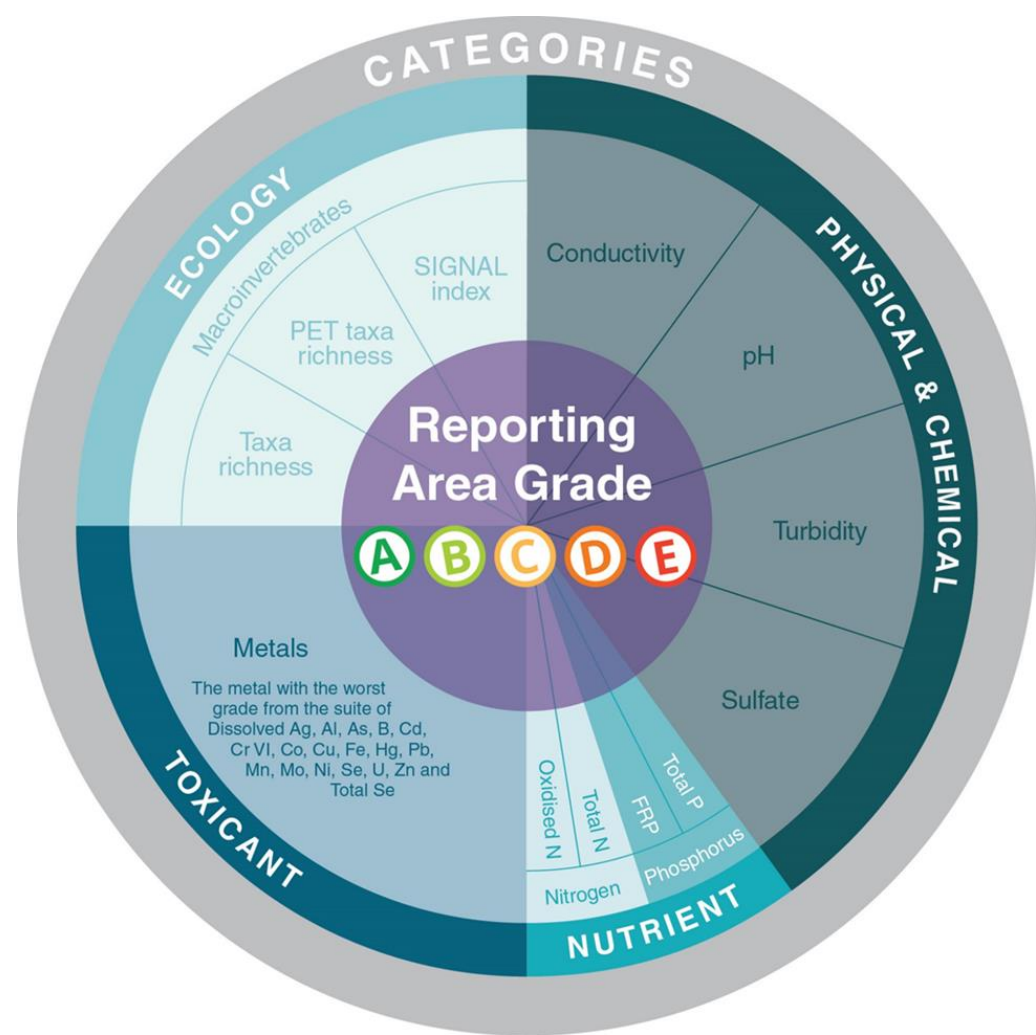 CATEGORIES
ECOLOGY
Macroinvertebrates
SIGNAL
index
PET taxa
richness
Taxa
richness
PHYSICAL & CHEMICAL
Conductivity
pH
Turbidity
Sulfate
Reporting
Area Grade
A B C D E
TOXICANT
Metals
The metal with the worst
grade from the suite of
Dissolved Ag, Al, As, B, Cd,
Cr VI, Co, Cu, Fe, Hg, Pb,
Mn, Mo, Ni, Se, U, Zn and
Total Se
Oxidised N
Total N
FRP
Total P
Nitrogen
Phosphorus
NUTRIENT